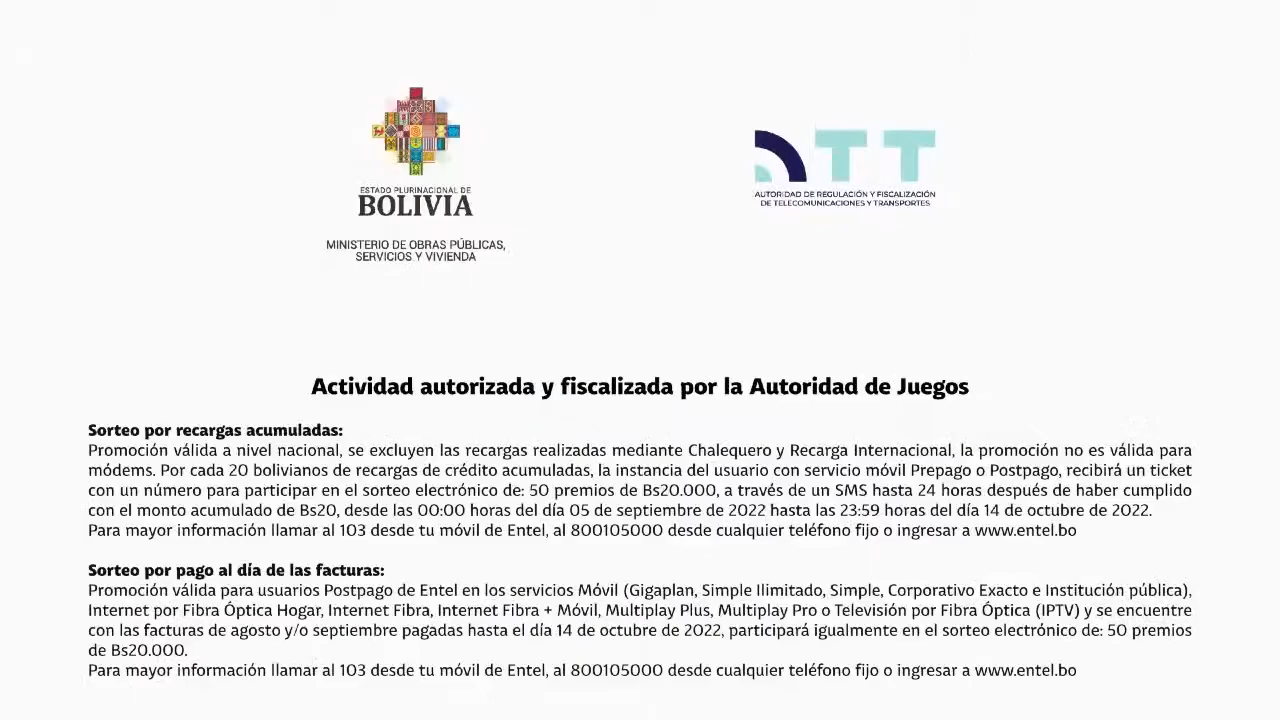 ESTADO PLURINACIONAL DE
BOLIVIA
MINISTERIO DE OBRAS PÚBLICAS,
SERVICIOS Y VIVIENDA
ATT
AUTORIDAD DE REGULACIÓN Y FISCALIZACIÓN
DE TELECOMUNICACIONES Y TRANSPORTES
Actividad autorizada y fiscalizada por la Autoridad de Juegos
Sorteo por recargas acumuladas:
Promoción válida a nivel nacional, se excluyen las recargas realizadas mediante Chalequero y Recarga Internacional, la promoción no es válida para
módems. Por cada 20 bolivianos de recargas de crédito acumuladas, la instancia del usuario con servicio móvil Prepago o Postpago, recibirá un ticket
con un número para participar en el sorteo electrónico de: 50 premios de Bs20.000, a través de un SMS hasta 24 horas después de haber cumplido
con el monto acumulado de Bs20, desde las 00:00 horas del día 05 de septiembre de 2022 hasta las 23:59 horas del día 14 de octubre de 2022.
Para mayor información llamar al 103 desde tu móvil de Entel, al 800105000 desde cualquier teléfono fijo o ingresar a www.entel.bo
Sorteo por pago al día de las facturas:
Promoción válida para usuarios Postpago de Entel en los servicios Móvil (Gigaplan, Simple Ilimitado, Simple, Corporativo Exacto e Institución pública),
Internet por Fibra Óptica Hogar, Internet Fibra, Internet Fibra + Móvil, Multiplay Plus, Multiplay Pro o Televisión por Fibra Óptica (IPTV) y se encuentre
con las facturas de agosto y/o septiembre pagadas hasta el día 14 de octubre de 2022, participará igualmente en el sorteo electrónico de: 50 premios
de Bs20.000.
Para mayor información llamar al 103 desde tu móvil de Entel, al 800105000 desde cualquier teléfono fijo o ingresar a www.entel.bo